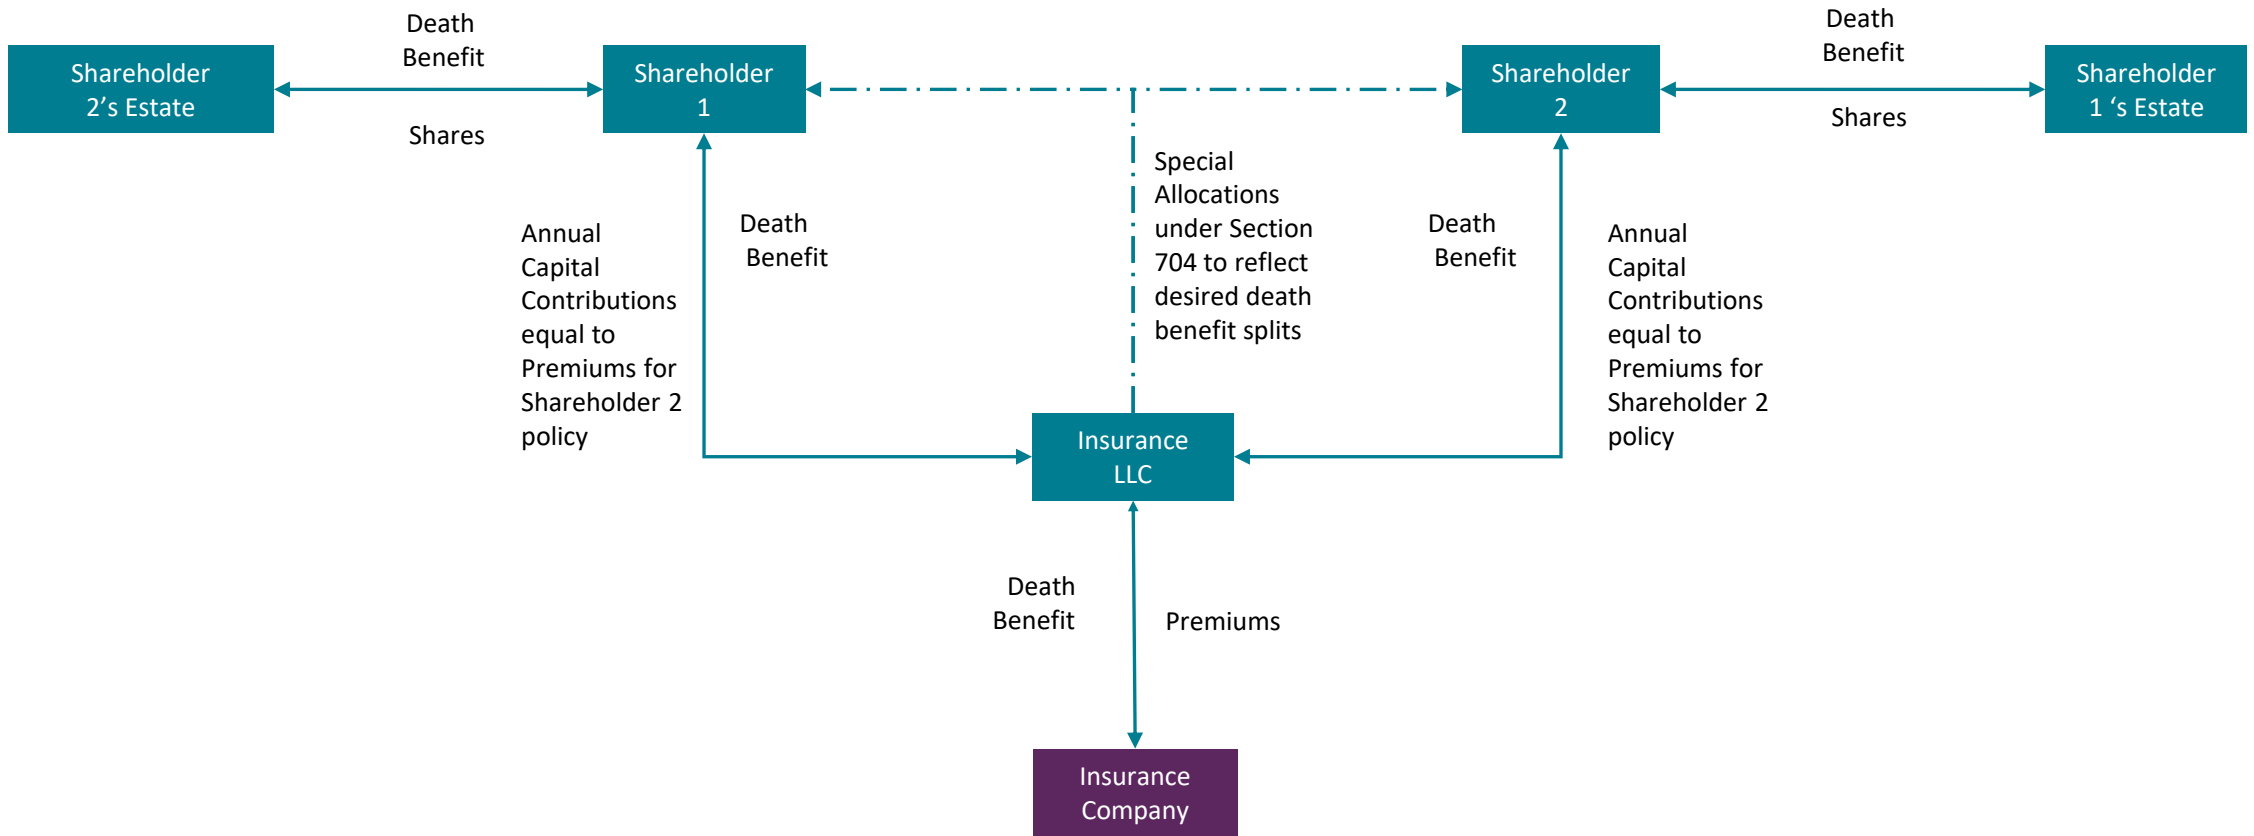 Death
Benefit
Shareholder
2's Estate
Shares
Shareholder
1
Shareholder
2
Death
Benefit
Shareholder
1 ‘s Estate
Shares
Annual
Capital
Contributions
equal to
Premiums for
Shareholder 2
policy
Death
Benefit
Special
Allocations
under Section
704 to reflect
desired death
benefit splits
Death
Benefit
Annual
Capital
Contributions
equal to
Premiums for
Shareholder 2
policy
Insurance
LLC
Death
Benefit
Premiums
Insurance
Company